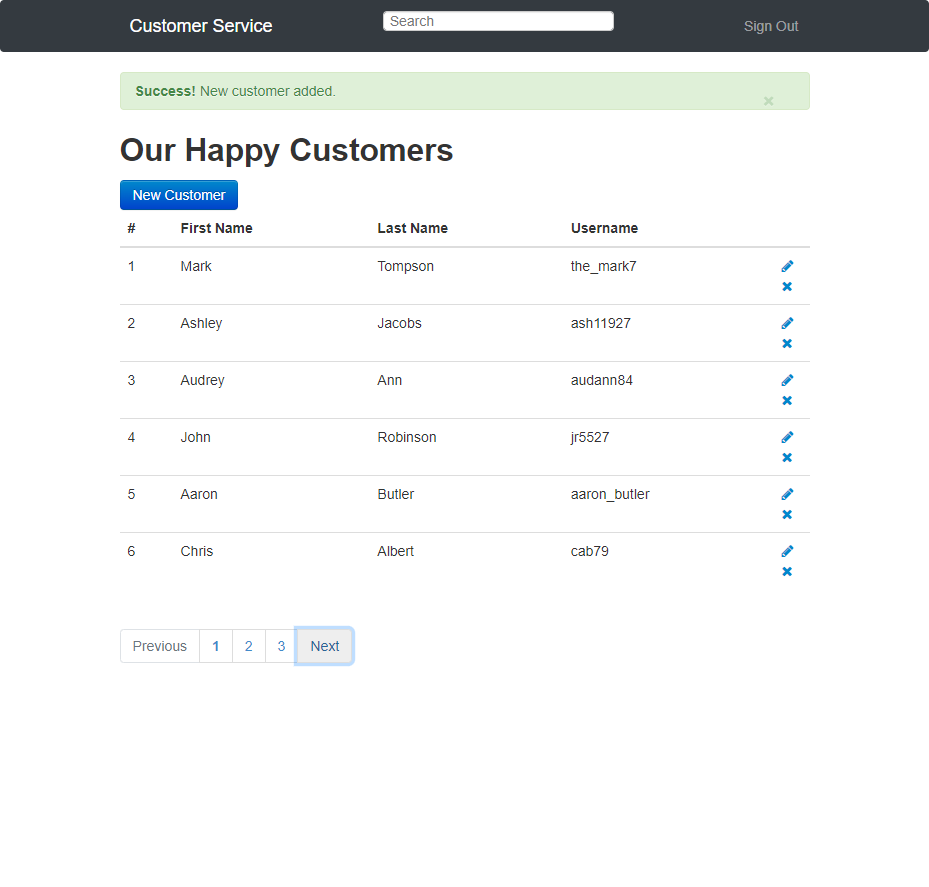 Customer Service Search Sign Out
Success! New customer added. ×
Our Happy Customers
New Customer
# First Name Last Name Username
1 Mark Tompson the_mark7
2 Ashley Jacobs ash11927
3 Audrey Ann audann84
4 John Robinson jr5527
5 Aaron Butler aaron_butler
6 Chris Albert cab79
Previous 1 2 3 Next